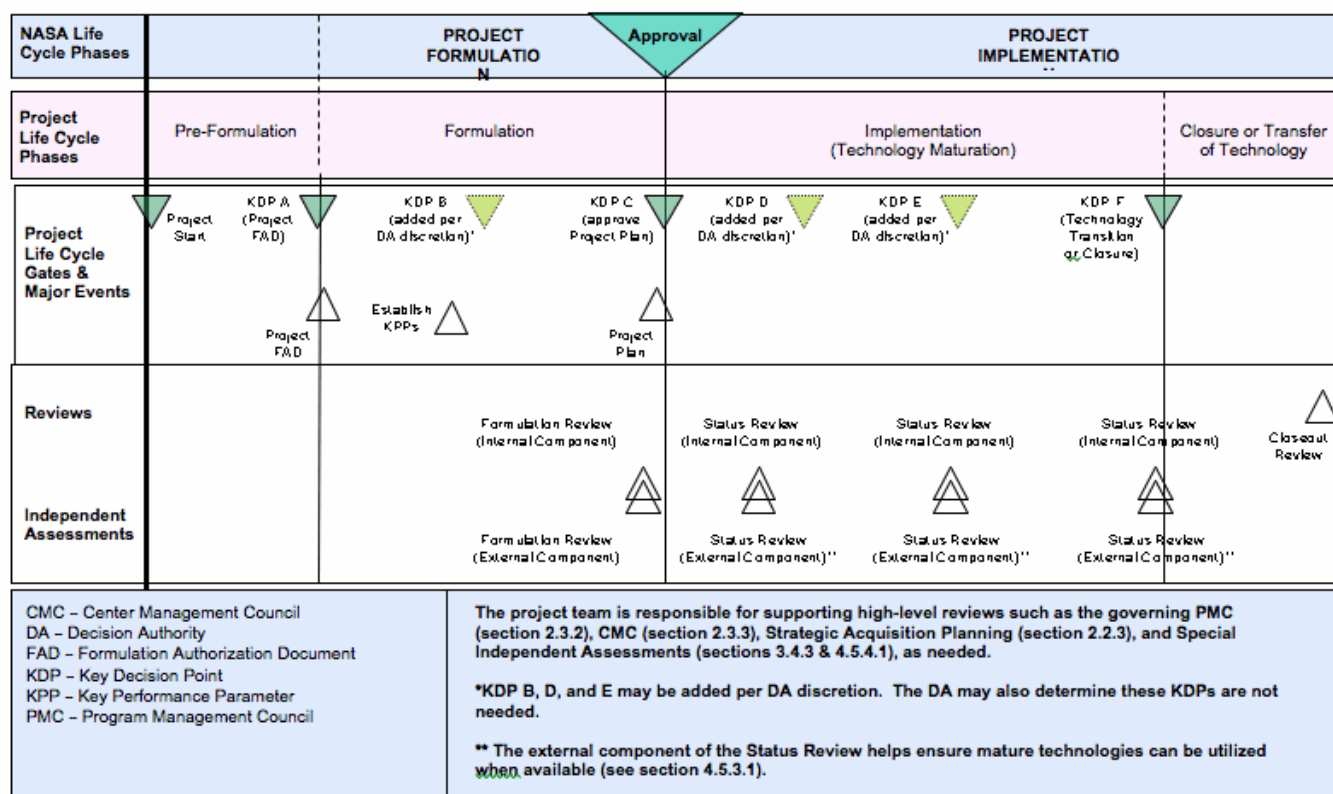 NASA Life
Cycle Phases
PROJECT
FORMULATIO
N
Approval
PROJECT
IMPLEMENTATIO
Project
Life Cycle
Phases
Pre-Formulation
Formulation
Implementation
(Technology Maturation)
Closure or Transfer
of Technology
Project
Life Cycle
Gates &
Major Events
Project
Start
KDP A
(Project
FAD)
KDP B
(added per
DA discretion)*
KDP C
(approve
Project Plan)
KDP D
(added per
DA discretion)*
KDP E
(added per
DA discretion)*
KDP F
(Technology
Transition
or Closure)
Project
FAD
Establish
KPPs
Project
Plan
Reviews
Formulation Review
(Internal Component)
Status Review
(Internal Component)
Status Review
(Internal Component)
Status Review
(Internal Component)
Closeout
Review
Independent
Assessments
Formulation Review
(External Component)
Status Review
(External Component)**
Status Review
(External Component)**
Status Review
(External Component)**
CMC – Center Management Council
DA – Decision Authority
FAD – Formulation Authorization Document
KDP – Key Decision Point
KPP – Key Performance Parameter
PMC – Program Management Council
The project team is responsible for supporting high-level reviews such as the governing PMC
(section 2.3.2), CMC (section 2.3.3), Strategic Acquisition Planning (section 2.2.3), and Special
Independent Assessments (sections 3.4.3 & 4.5.4.1), as needed.
*KDP B, D, and E may be added per DA discretion.  The DA may also determine these KDPs are not
needed.
** The external component of the Status Review helps ensure mature technologies can be utilized
when available (see section 4.5.3.1).